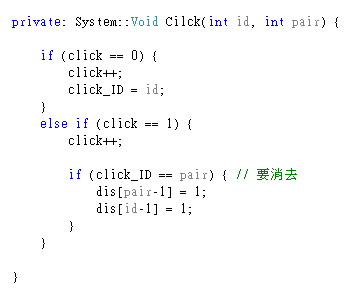 private: System::Void Cilck(int id, int pair) {
if (click == 0) {
click++;
click_ID = id;
}
else if (click == 1) {
click++;
if (click_ID == pair) { // 要消去
dis[pair-1] = 1;
dis[id-1] = 1;
}
}
}